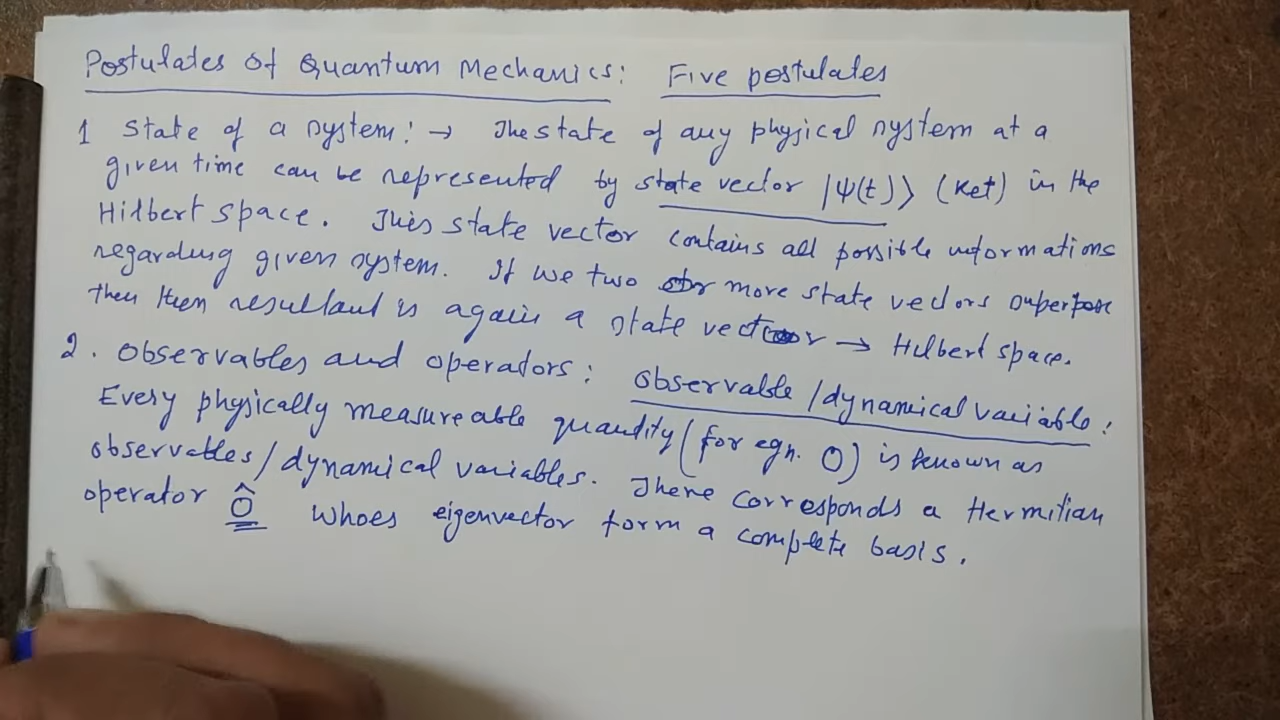 Postulates of Quantum Mechanics: Five postulates
1 State of a system: → The state of any physical system at a
given time can be represented by state vector |Ψ(t)⟩ (Ket) in the
Hilbert space. This state vector contains all possible informations
regarding given system. If we two or more state vectors superpose
then then resultant is again a state vector → Hilbert space.
2. Observables and operators: observable/dynamical variable:
Every physically measureable quantity (for egn. O) is known as
observables/dynamical variables. There corresponds a Hermitian
operator Ô whoes eigenvector form a complete basis.